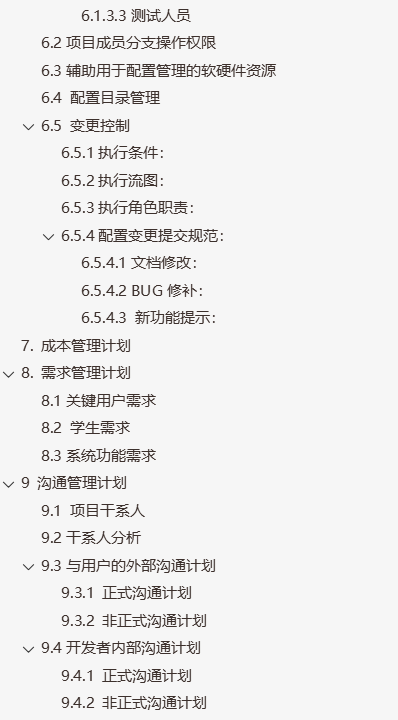 6.1.3.3 测试人员
6.2 项目成员分支操作权限
6.3 辅助用于配置管理的软硬件资源
6.4 配置目录管理
6.5 变更控制
6.5.1 执行条件：
6.5.2 执行流图：
6.5.3 执行角色职责：
6.5.4 配置变更提交规范：
6.5.4.1 文档修改：
6.5.4.2 BUG 修补：
6.5.4.3 新功能提示：
7. 成本管理计划
8. 需求管理计划
8.1 关键用户需求
8.2 学生需求
8.3 系统功能需求
9 沟通管理计划
9.1 项目干系人
9.2 干系人分析
9.3 与用户的外部沟通计划
9.3.1 正式沟通计划
9.3.2 非正式沟通计划
9.4 开发者内部沟通计划
9.4.1 正式沟通计划
9.4.2 非正式沟通计划